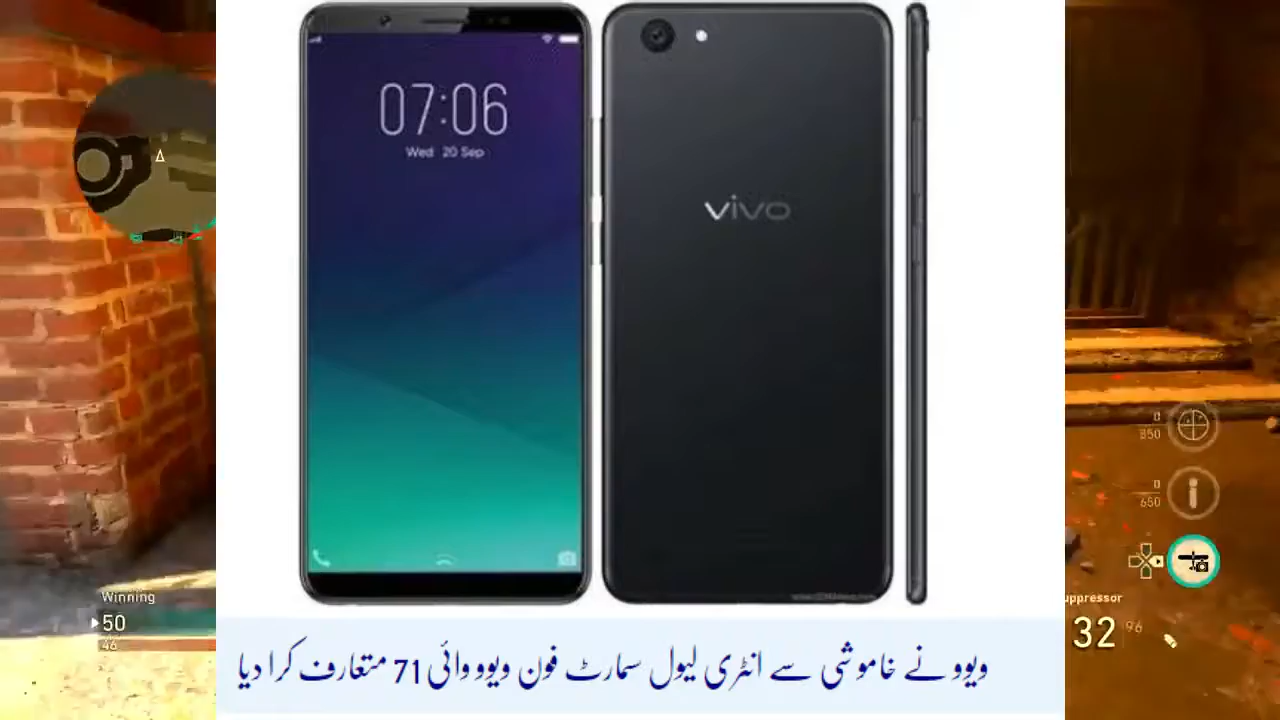 07:06
Wed 20 Sep
vivo
0
850
0
650
Winning
50
46
uppressor
32
96
ویوو نے خاموشی سے انٹری لیول سمارٹ فون ویوو وائی 71 متعارف کرا دیا